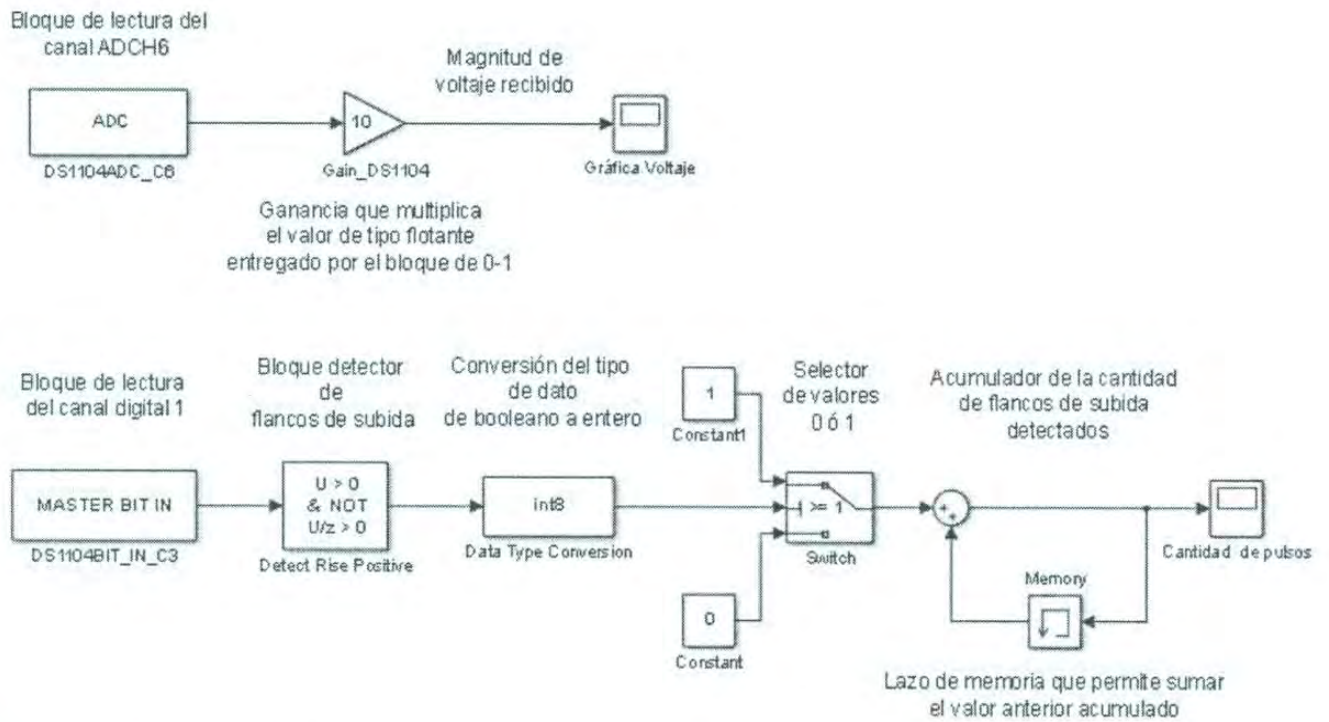 Bloque de lectura del
canal ADCH6
ADC
DS1104ADC_C6
10
Gain_DS1104
Magnitud de
voltaje recibido
Gráfica Voltaje
Ganancia que multiplica
el valor de tipo flotante
entregado por el bloque de 0-1
Bloque de lectura
del canal digital 1
MASTER BIT IN
DS1104BIT_IN_C3
Bloque detector
de
flancos de subida
U > 0
& NOT
U/z > 0
Detect Rise Positive
Conversión del tipo
de dato
de booleano a entero
int8
Data Type Conversion
1
Constant1
0
Constant
Selector
de valores
0 ó 1
>= 1
Switch
Acumulador de la cantidad
de flancos de subida
detectados
++
Cantidad de pulsos
Memory
Lazo de memoria que permite sumar
el valor anterior acumulado